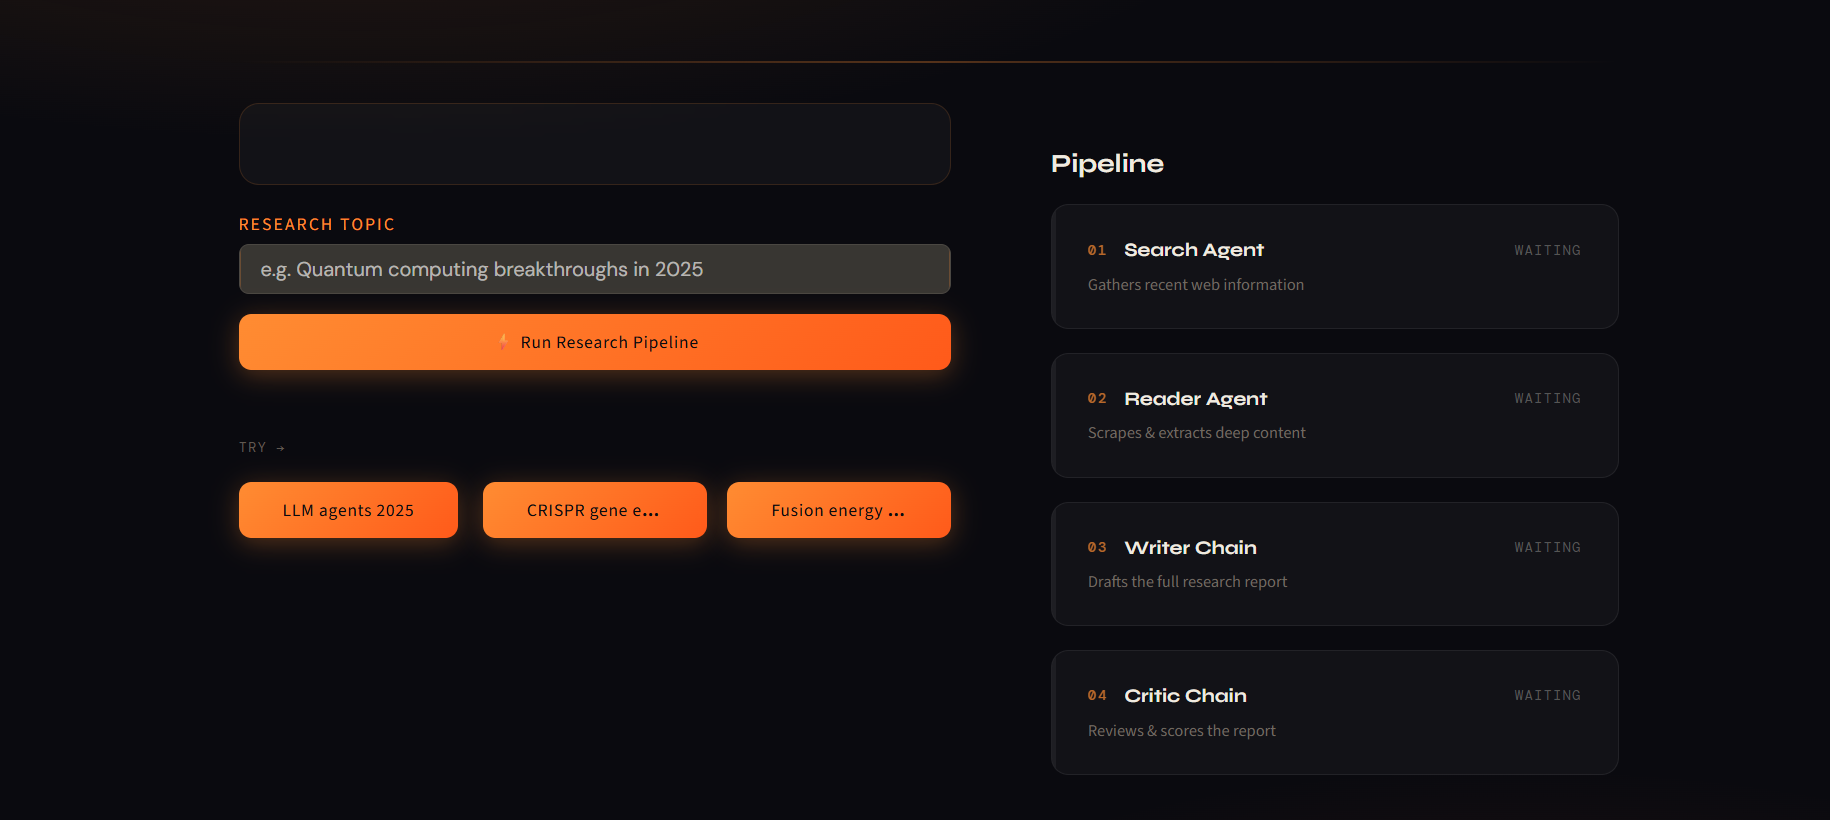 RESEARCH TOPIC
e.g. Quantum computing breakthroughs in 2025
Run Research Pipeline
TRY →
LLM agents 2025
CRISPR gene e...
Fusion energy ...
Pipeline
01 Search Agent WAITING
Gathers recent web information
02 Reader Agent WAITING
Scrapes & extracts deep content
03 Writer Chain WAITING
Drafts the full research report
04 Critic Chain WAITING
Reviews & scores the report